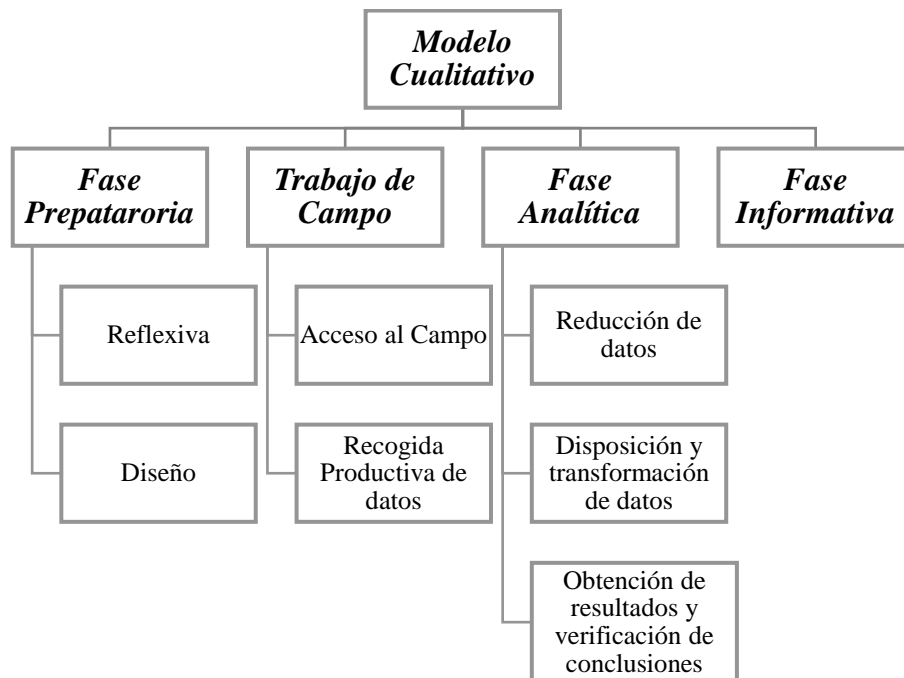 Modelo
Cualitativo
Fase
Prepataroria
Trabajo de
Campo
Fase
Analítica
Fase
Informativa
Reflexiva
Diseño
Acceso al Campo
Recogida
Productiva de
datos
Reducción de
datos
Disposición y
transformación
de datos
Obtención de
resultados y
verificación de
conclusiones